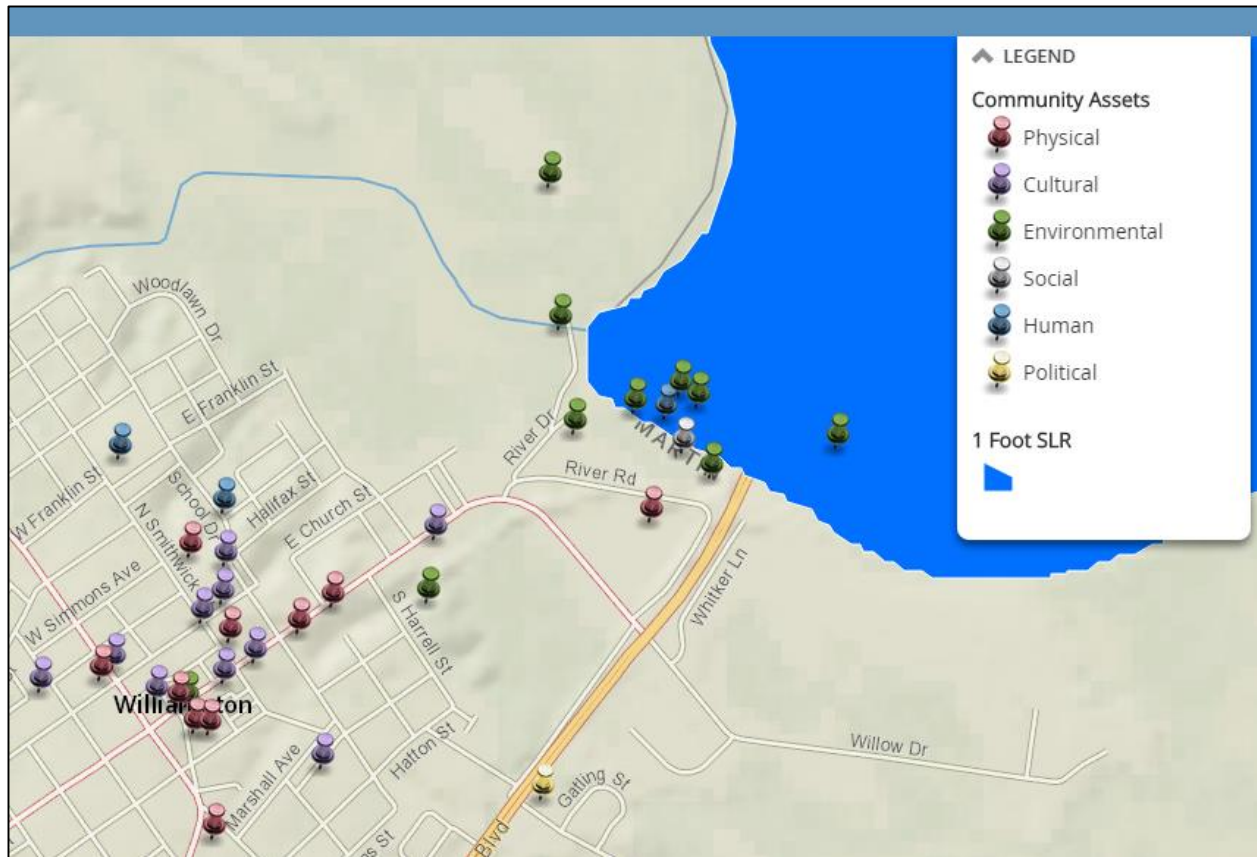 LEGEND
Community Assets
Physical
Cultural
Environmental
Social
Human
Political
1 Foot SLR
Woodlawn Dr
E Franklin St
W Franklin St
School Dr
Halifax St
N Smithwick
E Church St
River Dr
River Rd
W Simmons Ave
S Harrell St
Whitker Ln
Hatton St
Marshall Ave
Willow Dr
Gatling St
Blvd